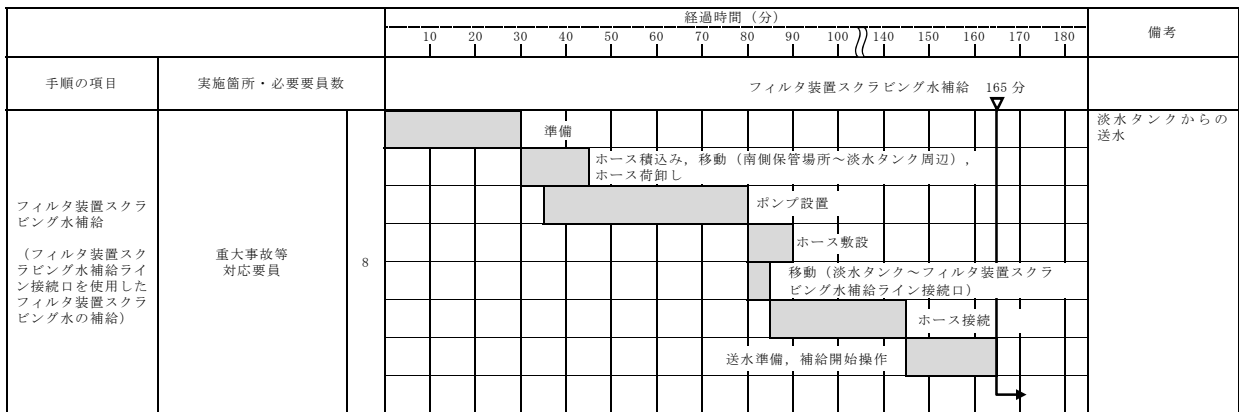 経過時間（分）
備考
10 20 30 40 50 60 70 80 90 100 140 150 160 170 180
手順の項目
実施箇所・必要要員数
フィルタ装置スクラビング水補給 165 分
準備
淡水タンクからの
送水
ホース積込み，移動（南側保管場所～淡水タンク周辺），
ホース荷卸し
ポンプ設置
フィルタ装置スクラ
ビング水補給
（フィルタ装置スク
ラビング水補給ライ
ン接続口を使用した
フィルタ装置スクラ
ビング水の補給）
重大事故等
対応要員
8
ホース敷設
移動（淡水タンク～フィルタ装置スクラ
ビング水補給ライン接続口）
ホース接続
送水準備，補給開始操作